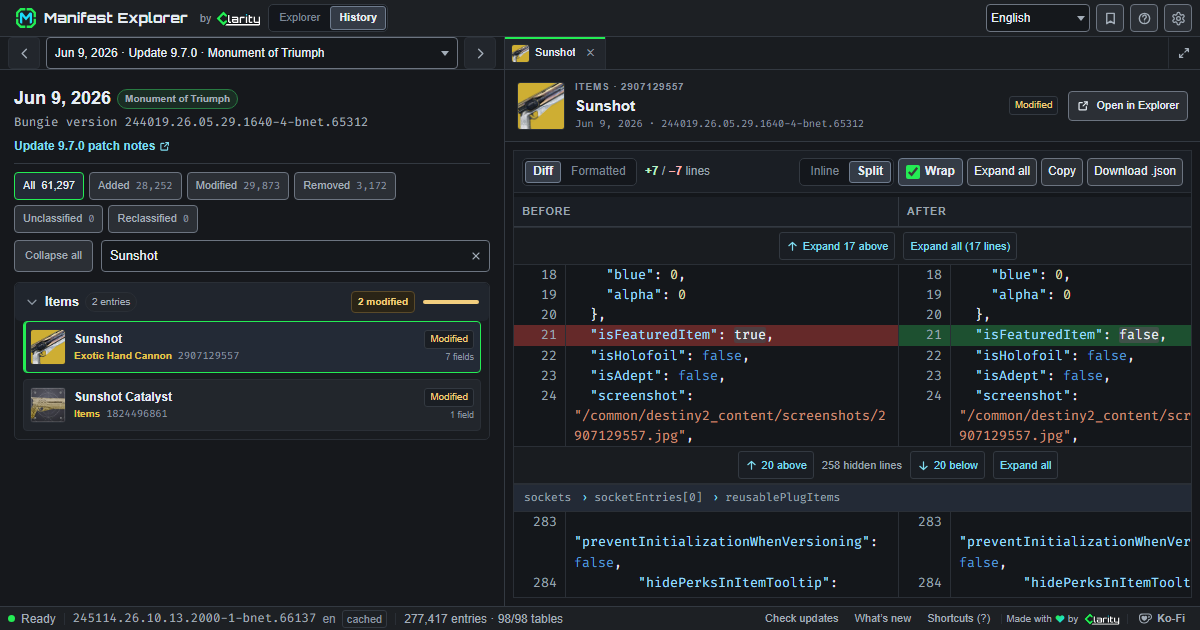 Manifest Explorer by Clarity Explorer History English
Jun 9, 2026 · Update 9.7.0 · Monument of Triumph
Sunshot
Jun 9, 2026 Monument of Triumph
Bungie version 244019.26.05.29.1640-4-bnet.65312
Update 9.7.0 patch notes
All 61,297 Added 28,252 Modified 29,873 Removed 3,172
Unclassified 0 Reclassified 0
Collapse all Sunshot
Items 2 entries 2 modified
Sunshot Modified
Exotic Hand Cannon 2907129557 7 fields
Sunshot Catalyst Modified
Items 1824496861 1 field
ITEMS · 2907129557
Sunshot
Jun 9, 2026 · 244019.26.05.29.1640-4-bnet.65312
Modified Open in Explorer
Diff Formatted +7 / −7 lines Inline Split Wrap Expand all Copy Download .json
BEFORE AFTER
↑ Expand 17 above Expand all (17 lines)
18 "blue": 0, 18 "blue": 0,
19 "alpha": 0 19 "alpha": 0
20 }, 20 },
21 "isFeaturedItem": true, 21 "isFeaturedItem": false,
22 "isHolofoil": false, 22 "isHolofoil": false,
23 "isAdept": false, 23 "isAdept": false,
24 "screenshot": 24 "screenshot":
"/common/destiny2_content/screenshots/2 "/common/destiny2_content/scr
907129557.jpg", 907129557.jpg",
↑ 20 above 258 hidden lines ↓ 20 below Expand all
sockets › socketEntries[0] › reusablePlugItems
283 283
"preventInitializationWhenVersioning": "preventInitializationWhenVer
false, false,
284 "hidePerksInItemTooltip": 284 "hidePerksInItemToolt
Ready 245114.26.10.13.2000-1-bnet.66137 en cached 277,417 entries · 98/98 tables Check updates What's new Shortcuts (?) Made with ♥ by Clarity Ko-Fi